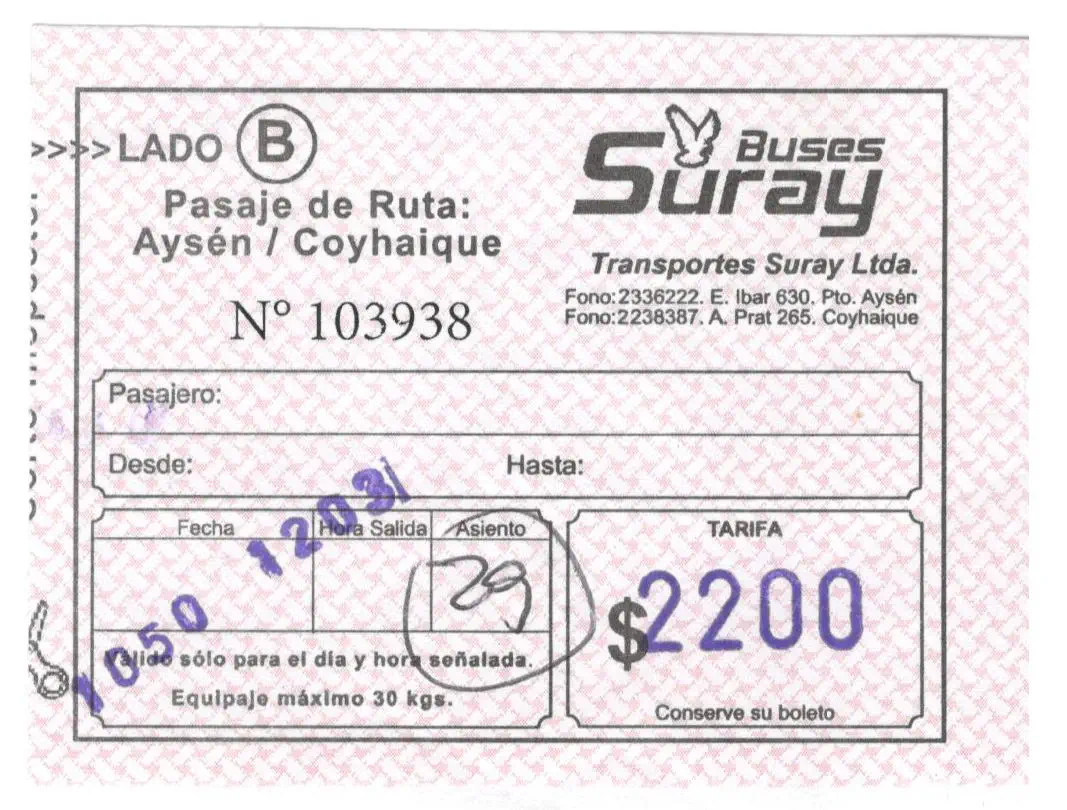 >>>> LADO B
Buses
Suray
Pasaje de Ruta:
Aysén / Coyhaique
Transportes Suray Ltda.
Fono:2336222. E. Ibar 630. Pto. Aysén
Fono:2238387. A. Prat 265. Coyhaique
N° 103938
Pasajero:
Desde: Hasta:
Fecha Hora Salida Asiento
29
TARIFA
$2200
1050 1203
Válido sólo para el día y hora señalada.
Equipaje máximo 30 kgs.
Conserve su boleto